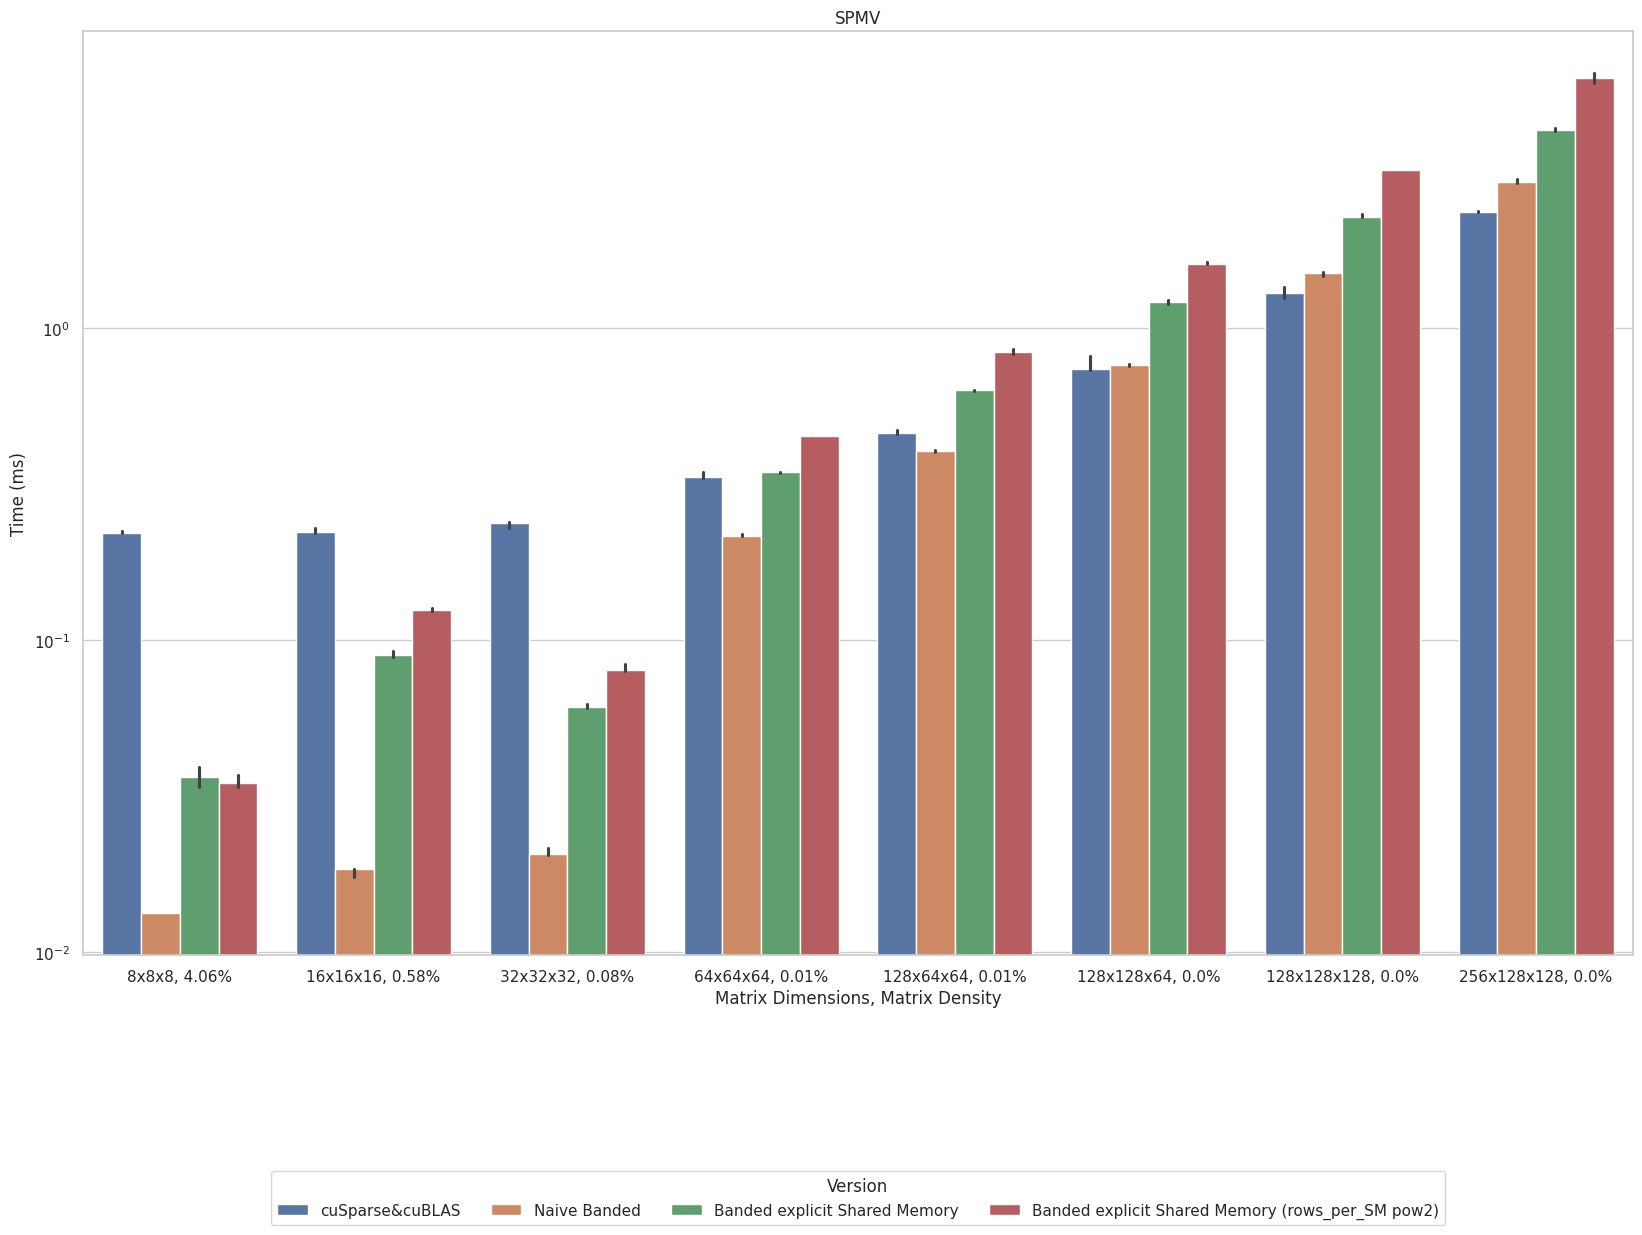 SPMV
Time (ms)
10⁰
10⁻¹
10⁻²
8x8x8, 4.06%
16x16x16, 0.58%
32x32x32, 0.08%
64x64x64, 0.01%
128x64x64, 0.01%
128x128x64, 0.0%
128x128x128, 0.0%
256x128x128, 0.0%
Matrix Dimensions, Matrix Density
Version
cuSparse&cuBLAS
Naive Banded
Banded explicit Shared Memory
Banded explicit Shared Memory (rows_per_SM pow2)